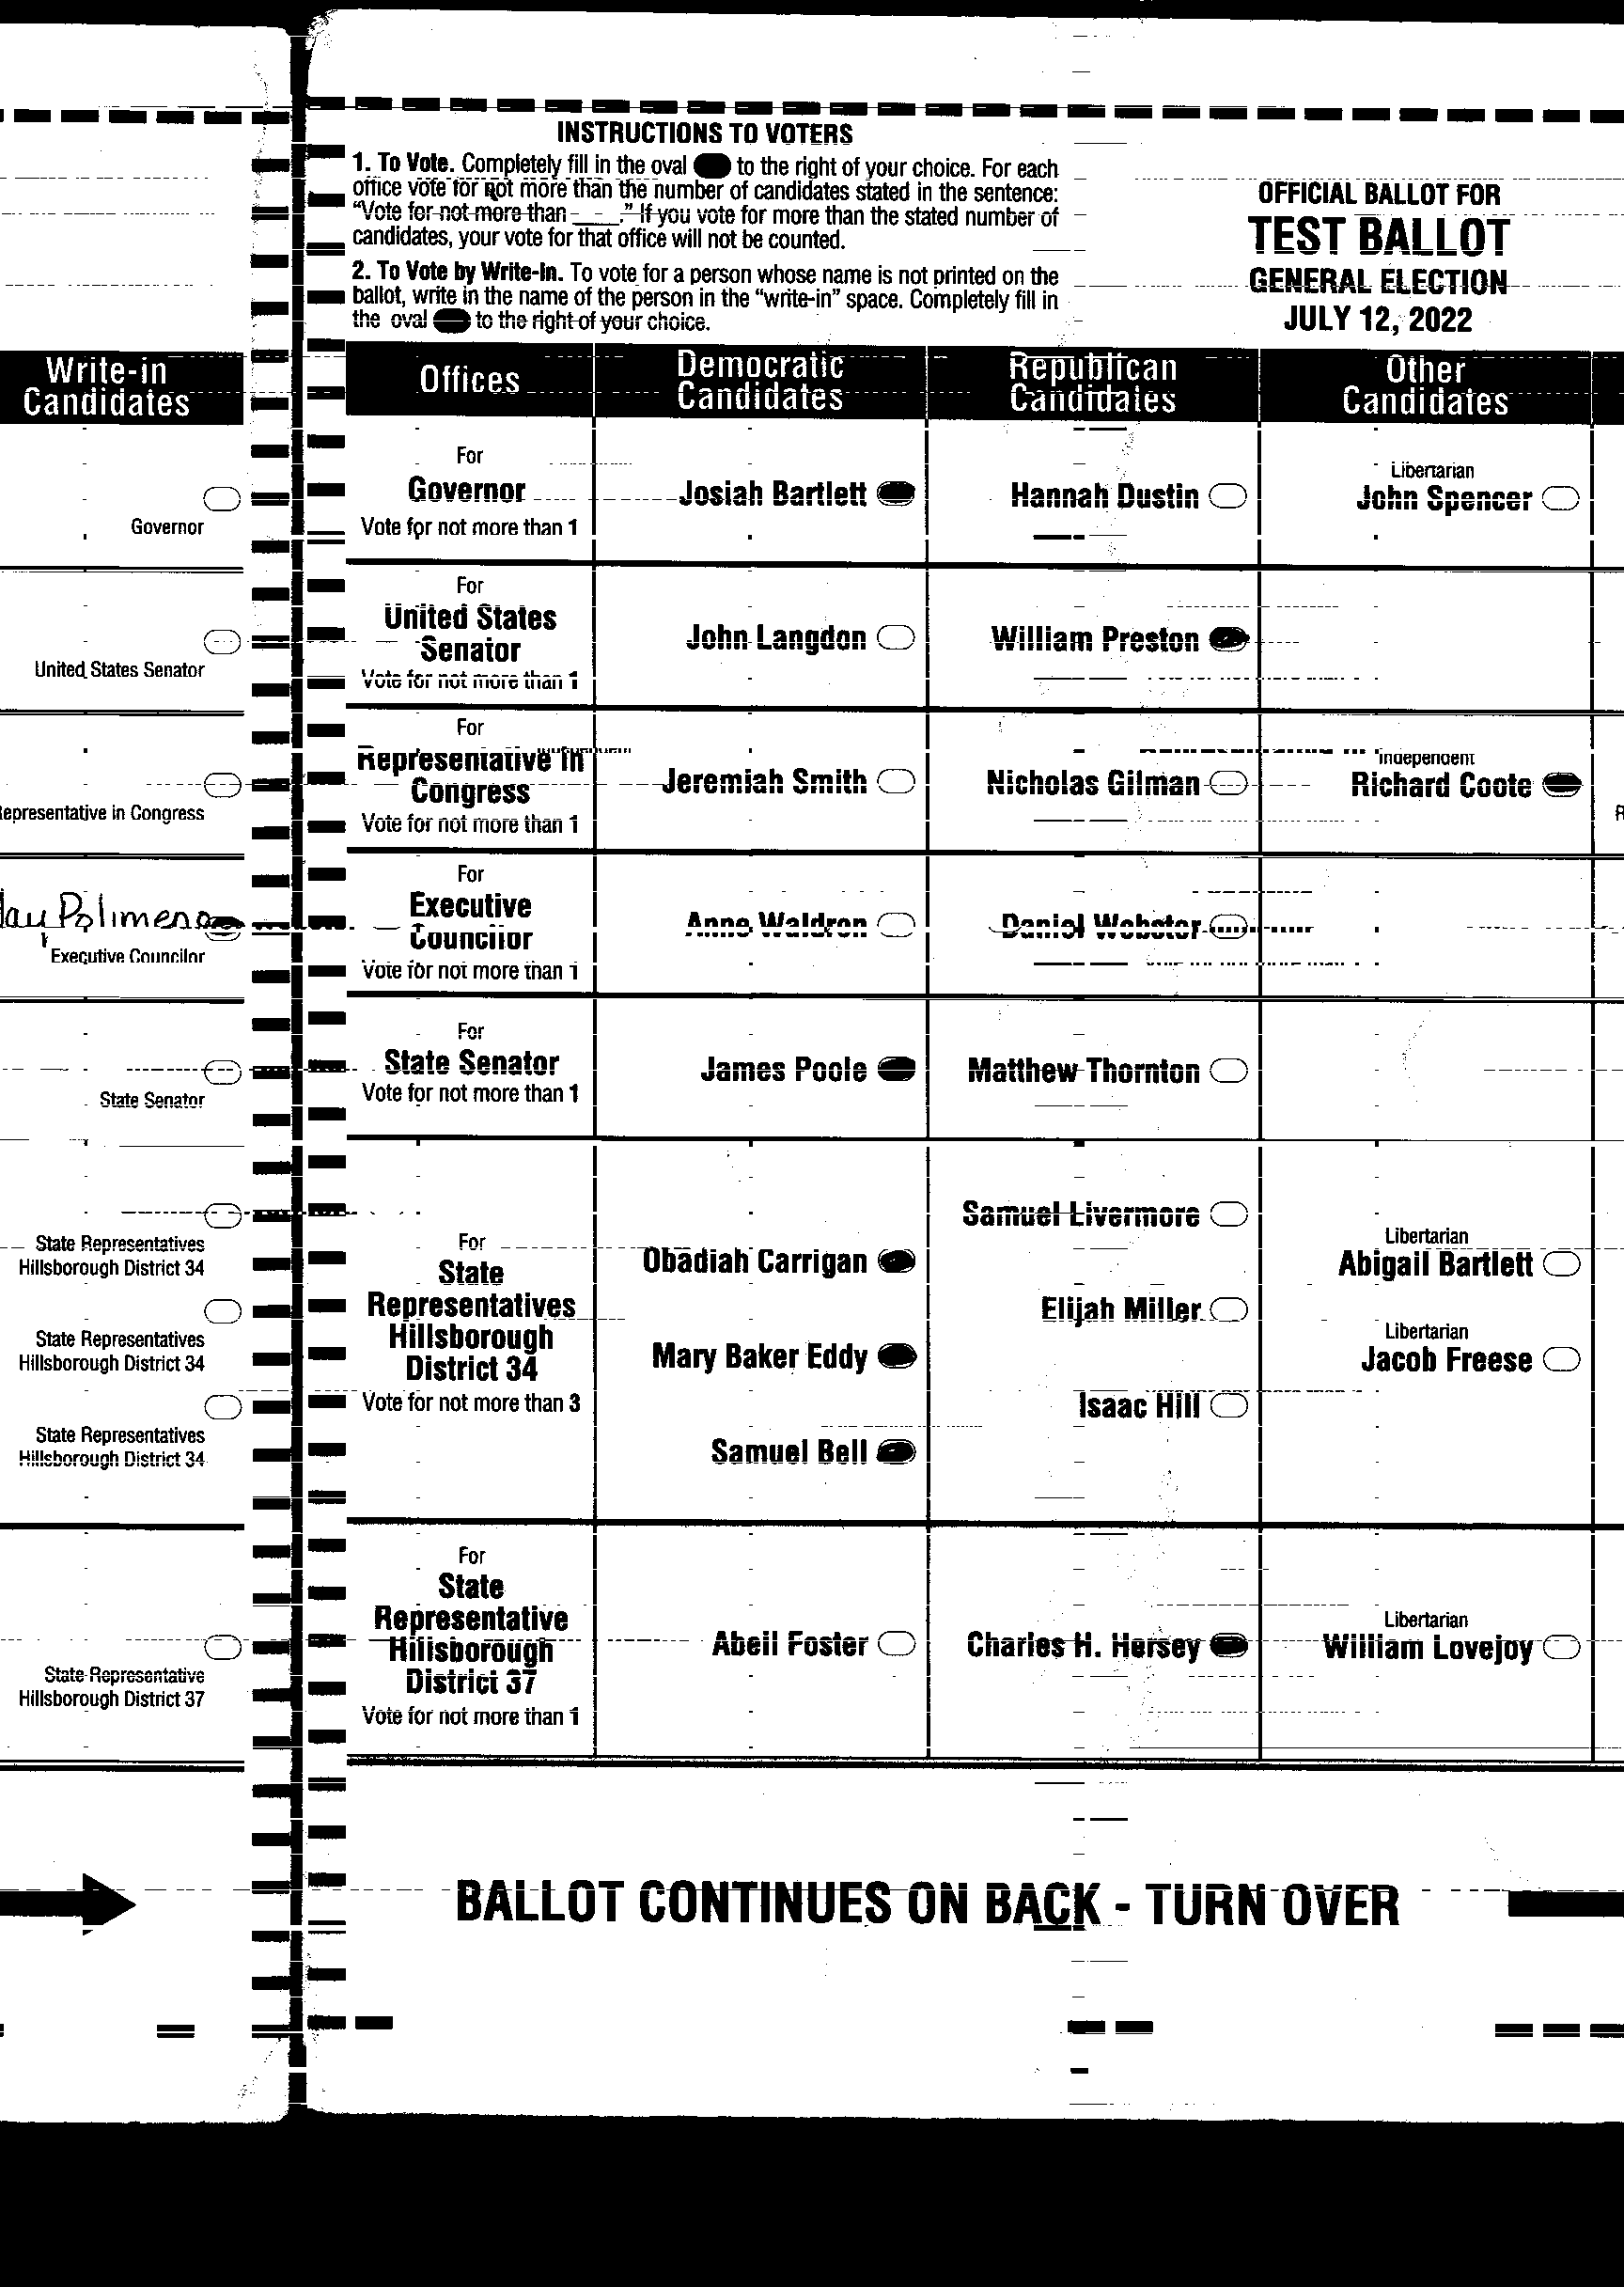 Write-in
Candidates
Governor
United States Senator
epresentative in Congress
Polimeno
Executive Councilor
State Senator
State Representatives
Hillsborough District 34
State Representatives
Hillsborough District 34
State Representatives
Hillsborough District 34
State Representative
Hillsborough District 37
INSTRUCTIONS TO VOTERS
1. To Vote. Completely fill in the oval to the right of your choice. For each
office vote for not more than the number of candidates stated in the sentence:
“Vote for not more than ___.” If you vote for more than the stated number of
candidates, your vote for that office will not be counted.
2. To Vote by Write-In. To vote for a person whose name is not printed on the
ballot, write in the name of the person in the “write-in” space. Completely fill in
the oval to the right of your choice.
OFFICIAL BALLOT FOR
TEST BALLOT
GENERAL ELECTION
JULY 12, 2022
Offices
Democratic
Candidates
Republican
Candidates
Other
Candidates
For
Governor
Vote for not more than 1
Josiah Bartlett
Hannah Dustin
Libertarian
John Spencer
For
United States
Senator
Vote for not more than 1
John Langdon
William Preston
For
Representative in
Congress
Vote for not more than 1
Jeremiah Smith
Nicholas Gilman
Independent
Richard Coote
R
For
Executive
Councilor
Vote for not more than 1
Anne Waldron
Daniel Webster
For
State Senator
Vote for not more than 1
James Poole
Matthew Thornton
For
State
Representatives
Hillsborough
District 34
Vote for not more than 3
Obadiah Carrigan
Mary Baker Eddy
Samuel Bell
Samuel Livermore
Elijah Miller
Isaac Hill
Libertarian
Abigail Bartlett
Libertarian
Jacob Freese
For
State
Representative
Hillsborough
District 37
Vote for not more than 1
Abeil Foster
Charles H. Hersey
Libertarian
William Lovejoy
BALLOT CONTINUES ON BACK - TURN OVER